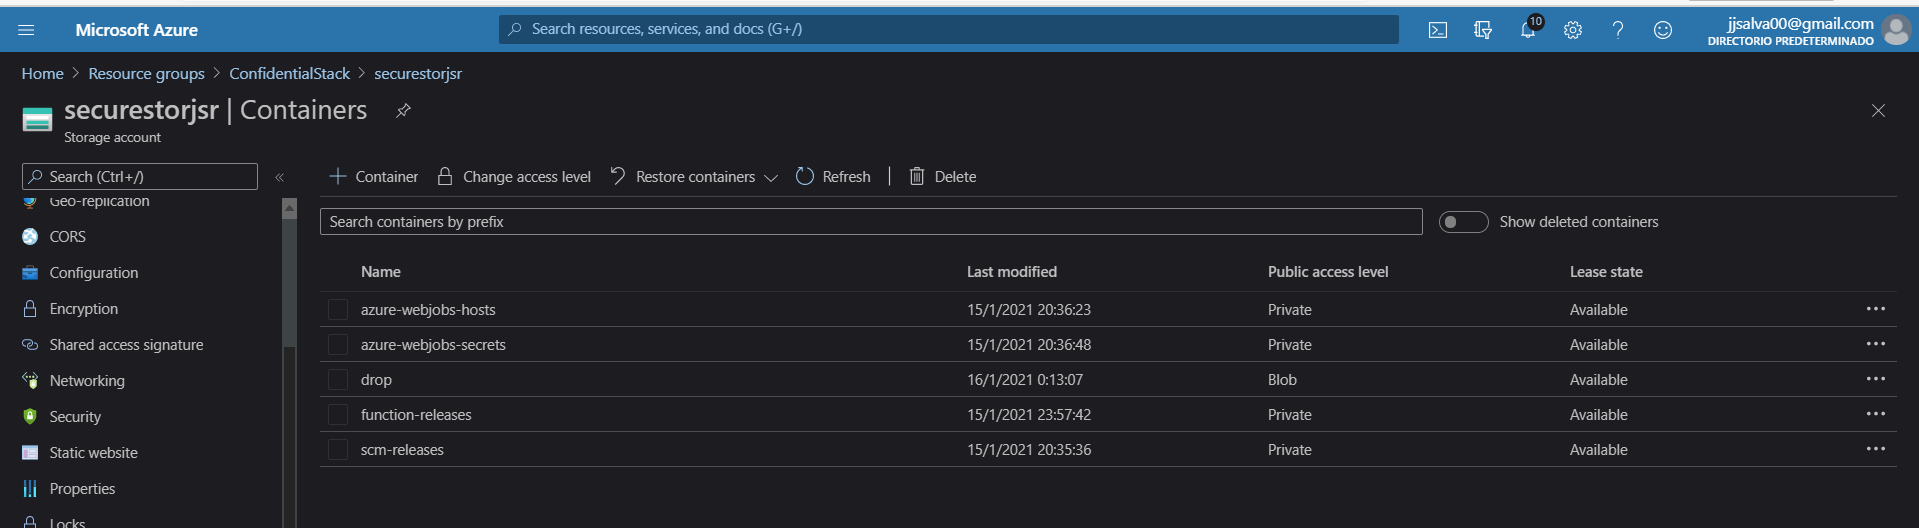 Microsoft Azure
Search resources, services, and docs (G+/)
10
jjsalva00@gmail.com
DIRECTORIO PREDETERMINADO
Home > Resource groups > ConfidentialStack > securestorjsr
securestorjsr | Containers
Storage account
Search (Ctrl+/)
«
Geo-replication
CORS
Configuration
Encryption
Shared access signature
Networking
Security
Static website
Properties
Locks
+ Container Change access level Restore containers Refresh | Delete
Search containers by prefix
Show deleted containers
Name Last modified Public access level Lease state
azure-webjobs-hosts 15/1/2021 20:36:23 Private Available ...
azure-webjobs-secrets 15/1/2021 20:36:48 Private Available ...
drop 16/1/2021 0:13:07 Blob Available ...
function-releases 15/1/2021 23:57:42 Private Available ...
scm-releases 15/1/2021 20:35:36 Private Available ...